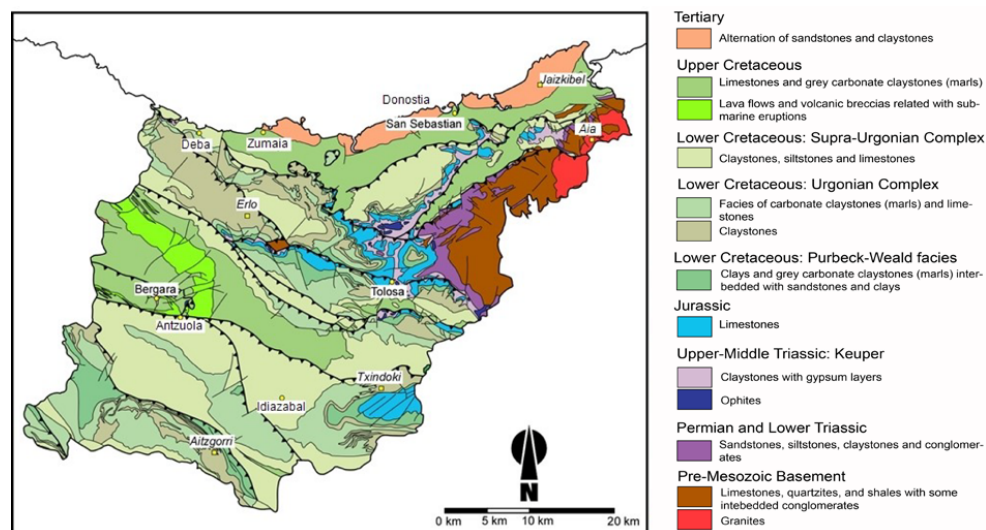 Jaizkibel
Donostia
San Sebastian
Aia
Deba
Zumaia
Erlo
Bergara
Tolosa
Antzuola
Txindoki
Idiazabal
Aitzgorri
N
0 km 5 km 10 km 20 km
Tertiary
Alternation of sandstones and claystones
Upper Cretaceous
Limestones and grey carbonate claystones (marls)
Lava flows and volcanic breccias related with sub-
marine eruptions
Lower Cretaceous: Supra-Urgonian Complex
Claystones, siltstones and limestones
Lower Cretaceous: Urgonian Complex
Facies of carbonate claystones (marls) and lime-
stones
Claystones
Lower Cretaceous: Purbeck-Weald facies
Clays and grey carbonate claystones (marls) inter-
bedded with sandstones and clays
Jurassic
Limestones
Upper-Middle Triassic: Keuper
Claystones with gypsum layers
Ophites
Permian and Lower Triassic
Sandstones, siltstones, claystones and conglomer-
ates
Pre-Mesozoic Basement
Limestones, quartzites, and shales with some
intebedded conglomerates
Granites